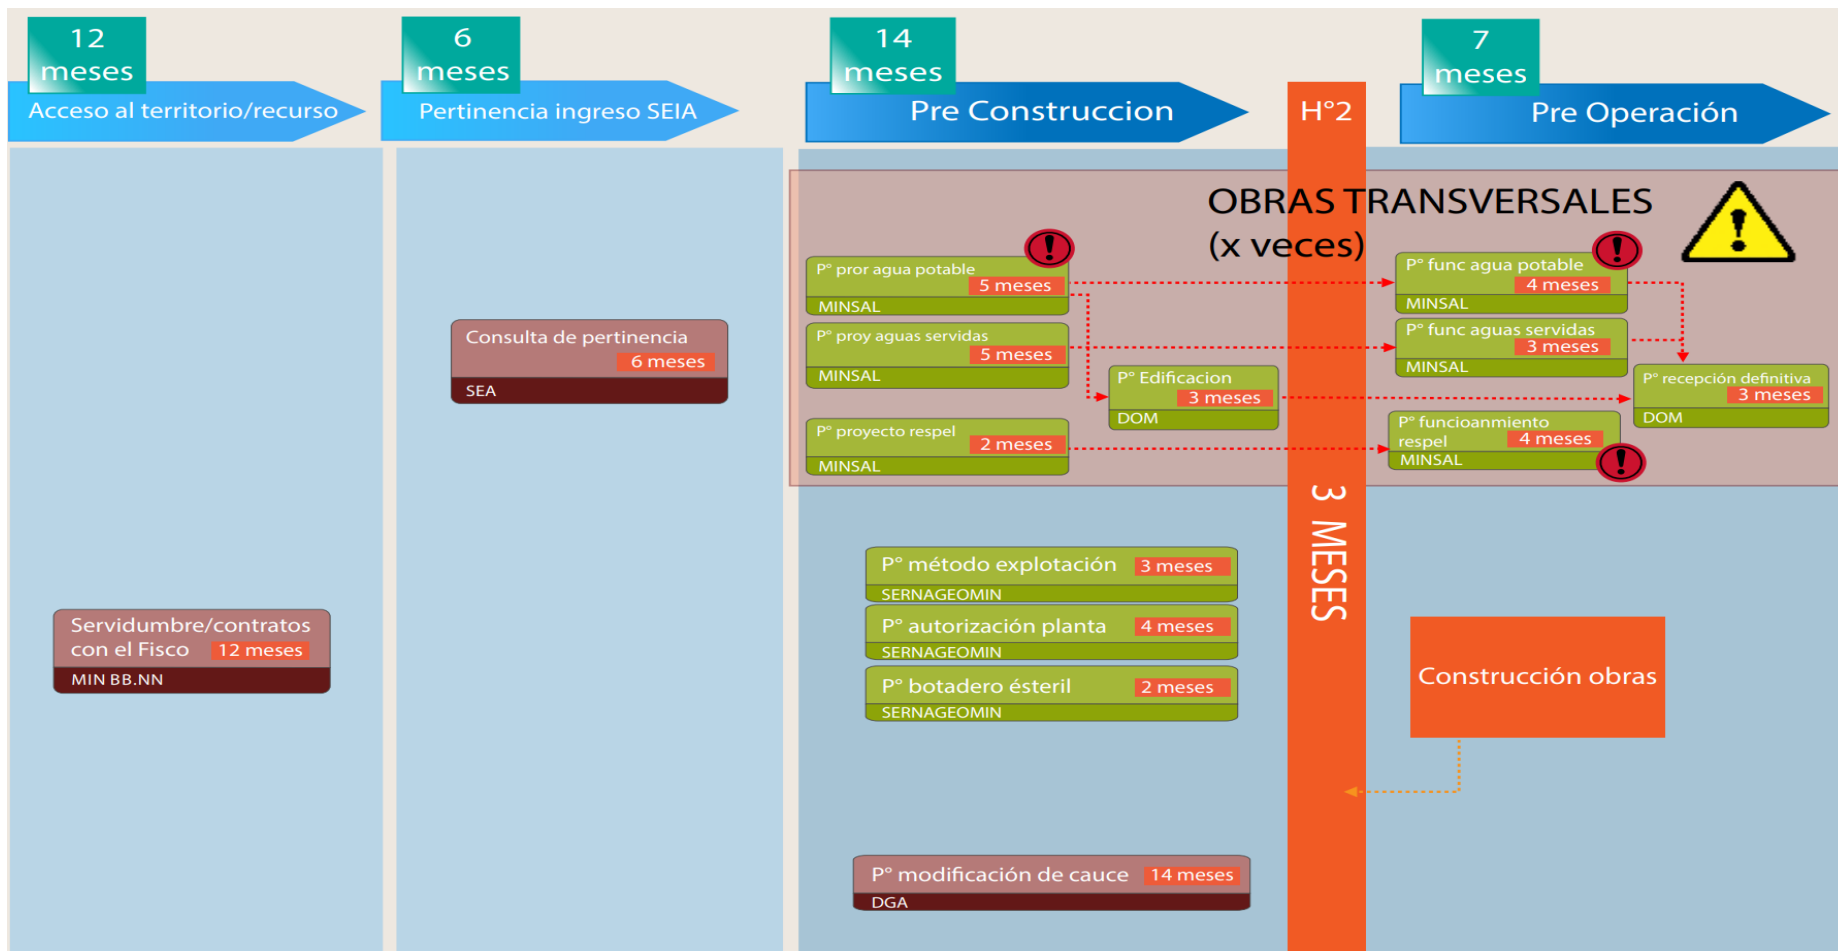 12
meses
Acceso al territorio/recurso
6
meses
Pertinencia ingreso SEIA
14
meses
Pre Construccion
H°2
7
meses
Pre Operación
OBRAS TRANSVERSALES
(x veces)
P° pror agua potable
5 meses
MINSAL
P° func agua potable
4 meses
MINSAL
Consulta de pertinencia
6 meses
SEA
P° proy aguas servidas
5 meses
MINSAL
P° func aguas servidas
3 meses
MINSAL
P° Edificacion
3 meses
DOM
P° recepción definitiva
3 meses
DOM
P° proyecto respel
2 meses
MINSAL
P° funcioanmiento
respel 4 meses
MINSAL
3 MESES
P° método explotación 3 meses
SERNAGEOMIN
P° autorización planta 4 meses
SERNAGEOMIN
P° botadero ésteril 2 meses
SERNAGEOMIN
Servidumbre/contratos
con el Fisco 12 meses
MIN BB.NN
Construcción obras
P° modificación de cauce 14 meses
DGA